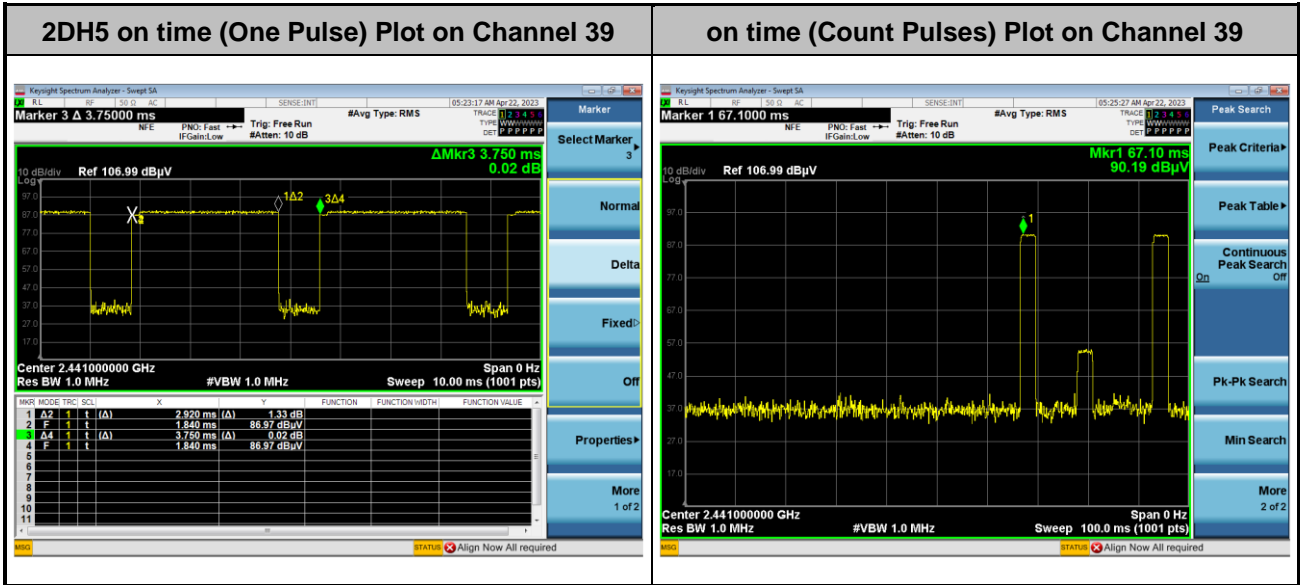 2DH5 on time (One Pulse) Plot on Channel 39
on time (Count Pulses) Plot on Channel 39
Keysight Spectrum Analyzer - Swept SA
RL RF 50 Ω AC SENSE:INT 05:23:17 AM Apr 22, 2023
Marker 3 Δ 3.75000 ms
NFE
PNO: Fast
IFGain:Low
Trig: Free Run
#Atten: 10 dB
#Avg Type: RMS
TRACE 1 2 3 4 5 6
TYPE WWWWWW
DET P P P P P P
ΔMkr3 3.750 ms
0.02 dB
10 dB/div Ref 106.99 dBµV
Log
97.0
87.0
77.0
67.0
57.0
47.0
37.0
27.0
17.0
1Δ2
3Δ4
Center 2.441000000 GHz Span 0 Hz
Res BW 1.0 MHz #VBW 1.0 MHz Sweep 10.00 ms (1001 pts)
MKR MODE TRC SCL X Y FUNCTION FUNCTION WIDTH FUNCTION VALUE
1 Δ2 1 t (Δ) 2.920 ms (Δ) 1.33 dB
2 F 1 t 1.840 ms 86.97 dBµV
3 Δ4 1 t (Δ) 3.750 ms (Δ) 0.02 dB
4 F 1 t 1.840 ms 86.97 dBµV
5
6
7
8
9
10
11
MSG STATUS Align Now All required
Marker
Select Marker
3
Normal
Delta
Fixed
Off
Properties
More
1 of 2
Keysight Spectrum Analyzer - Swept SA
RL RF 50 Ω AC SENSE:INT 05:25:27 AM Apr 22, 2023
Marker 1 67.1000 ms
NFE
PNO: Fast
IFGain:Low
Trig: Free Run
#Atten: 10 dB
#Avg Type: RMS
TRACE 1 2 3 4 5 6
TYPE WWWWWW
DET P P P P P P
Mkr1 67.10 ms
90.19 dBµV
10 dB/div Ref 106.99 dBµV
Log
97.0
87.0
77.0
67.0
57.0
47.0
37.0
27.0
17.0
1
Center 2.441000000 GHz Span 0 Hz
Res BW 1.0 MHz #VBW 1.0 MHz Sweep 100.0 ms (1001 pts)
MSG STATUS Align Now All required
Peak Search
Peak Criteria
Peak Table
Continuous
Peak Search
On Off
Pk-Pk Search
Min Search
More
2 of 2